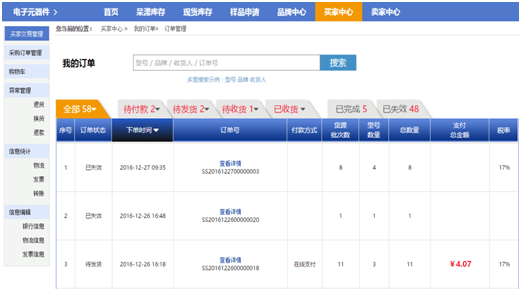 电子元器件 >
首页 呆滞库存 现货库存 样品申请 品牌中心 买家中心 卖家中心
买家交易管理
采购订单管理
购物车
异常管理
退货
换货
退款
信息统计
物流
发票
转账
信息编辑
银行信息
物流信息
发票信息
您当前的位置: 买家中心 > 我的订单 > 订单管理
我的订单
型号 / 品牌 / 收货人 / 订单号
搜索
买盟搜索示例: 型号 品牌 收货人
全部 58 待付款 2 待发货 2 待收货 1 已收货 已完成 5 已失效 48
序号 订单状态 下单时间 订单号 付款方式 货源批次数 型号数量 总数量 支付总金额 税率
1 已失效 2016-12-27 09:35 查看详情 8 4 8 17%
SS2016122700000003
2 已失效 2016-12-26 16:48 查看详情 1 1 1
SS2016122600000020
3 待发货 2016-12-26 16:18 查看详情 在线支付 11 3 11 ¥4.07 17%
SS2016122600000018